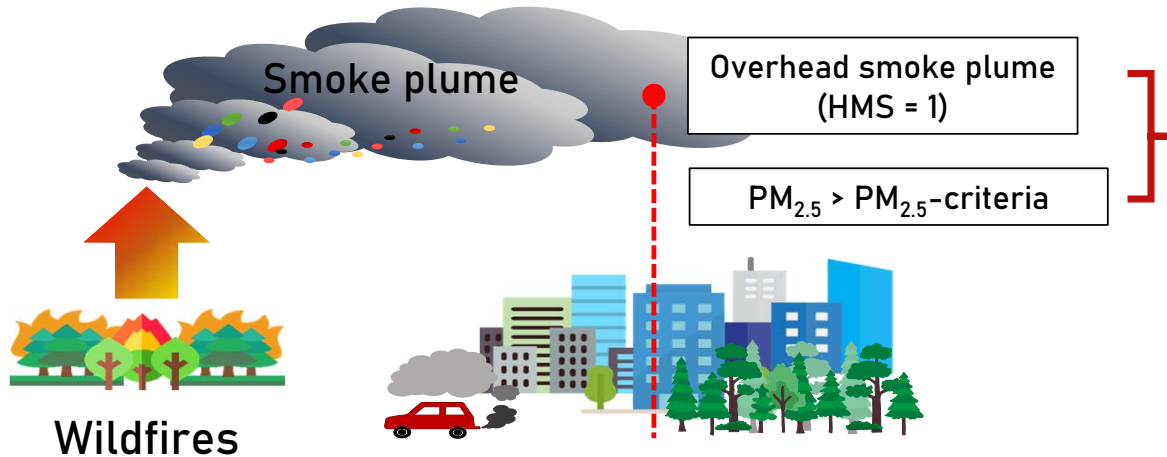 Smoke plume
Overhead smoke plume
(HMS = 1)
PM₂.₅ > PM₂.₅-criteria
Wildfires